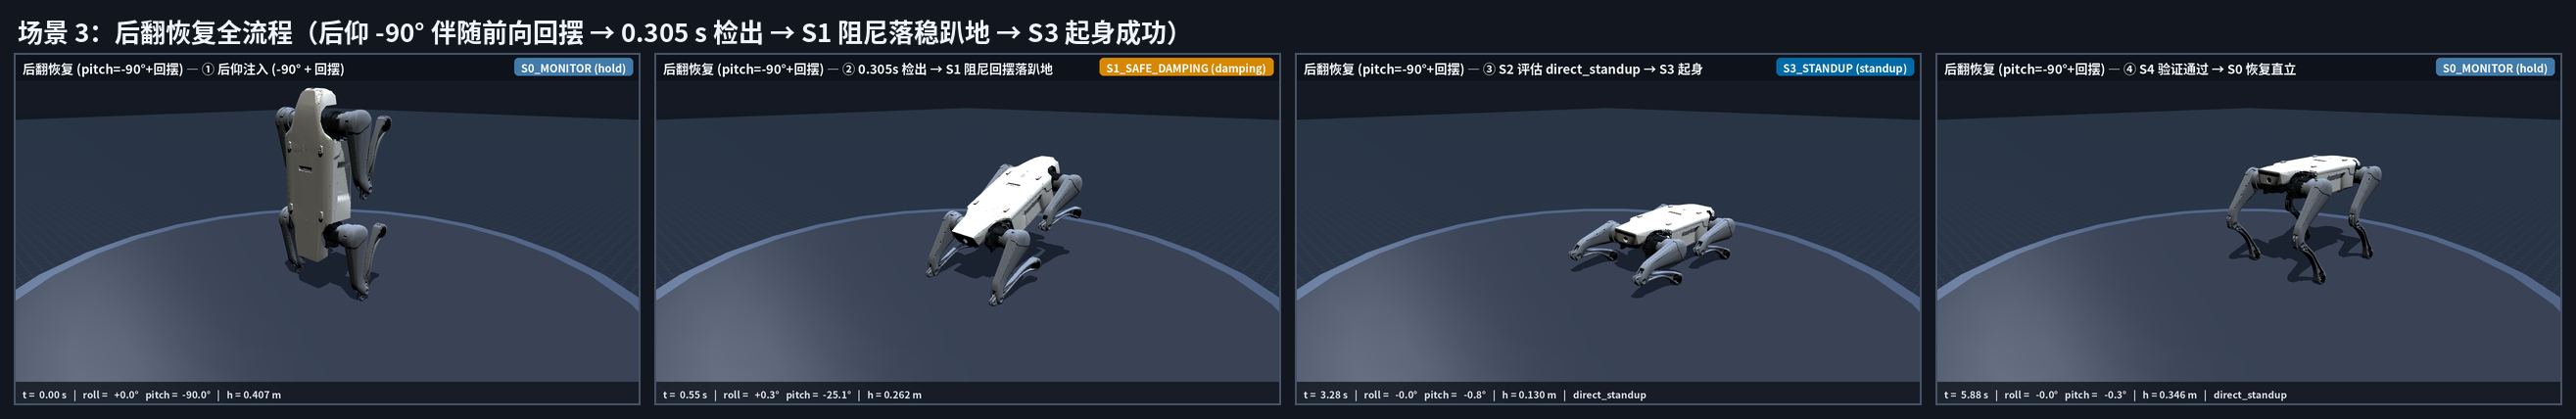 场景 3：后翻恢复全流程（后仰 -90° 伴随前向回摆 → 0.305 s 检出 → S1 阻尼落稳趴地 → S3 起身成功）
后翻恢复 (pitch=-90°+回摆) — ① 后仰注入 (-90° + 回摆)
S0_MONITOR (hold)
t = 0.00 s | roll = +0.0° pitch = -90.0° | h = 0.407 m
后翻恢复 (pitch=-90°+回摆) — ② 0.305s 检出 → S1 阻尼回摆落趴地
S1_SAFE_DAMPING (damping)
t = 0.55 s | roll = +0.3° pitch = -25.1° | h = 0.262 m
后翻恢复 (pitch=-90°+回摆) — ③ S2 评估 direct_standup → S3 起身
S3_STANDUP (standup)
t = 3.28 s | roll = -0.0° pitch = -0.8° | h = 0.130 m | direct_standup
后翻恢复 (pitch=-90°+回摆) — ④ S4 验证通过 → S0 恢复直立
S0_MONITOR (hold)
t = 5.88 s | roll = -0.0° pitch = -0.3° | h = 0.346 m | direct_standup